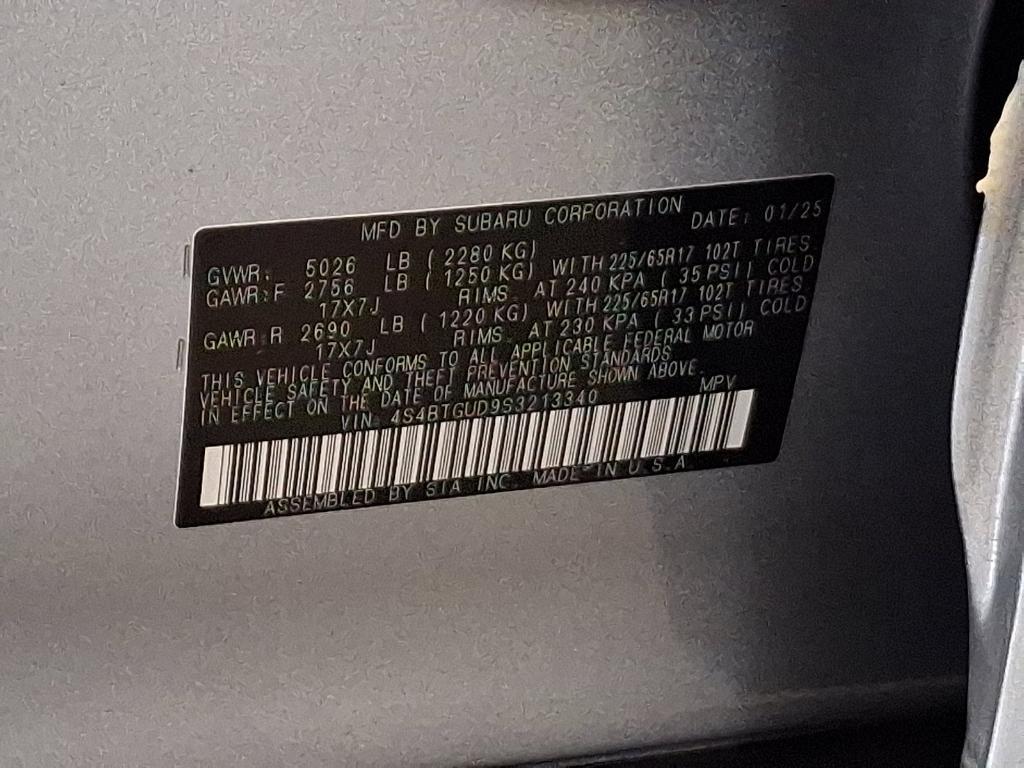 MFD BY SUBARU CORPORATION DATE: 01/25
GVWR: 5026 LB ( 2280 KG)
GAWR:F 2756 LB ( 1250 KG) WITH 225/65R17 102T TIRES
17X7J RIMS AT 240 KPA ( 35 PSI) COLD
GAWR:R 2690 LB ( 1220 KG) WITH 225/65R17 102T TIRES
17X7J RIMS AT 230 KPA ( 33 PSI) COLD
THIS VEHICLE CONFORMS TO ALL APPLICABLE FEDERAL MOTOR
VEHICLE SAFETY AND THEFT PREVENTION STANDARDS
IN EFFECT ON THE DATE OF MANUFACTURE SHOWN ABOVE.
VIN: 4S4BTGUD9S3213340 MPV
ASSEMBLED BY SIA INC. MADE IN U.S.A.